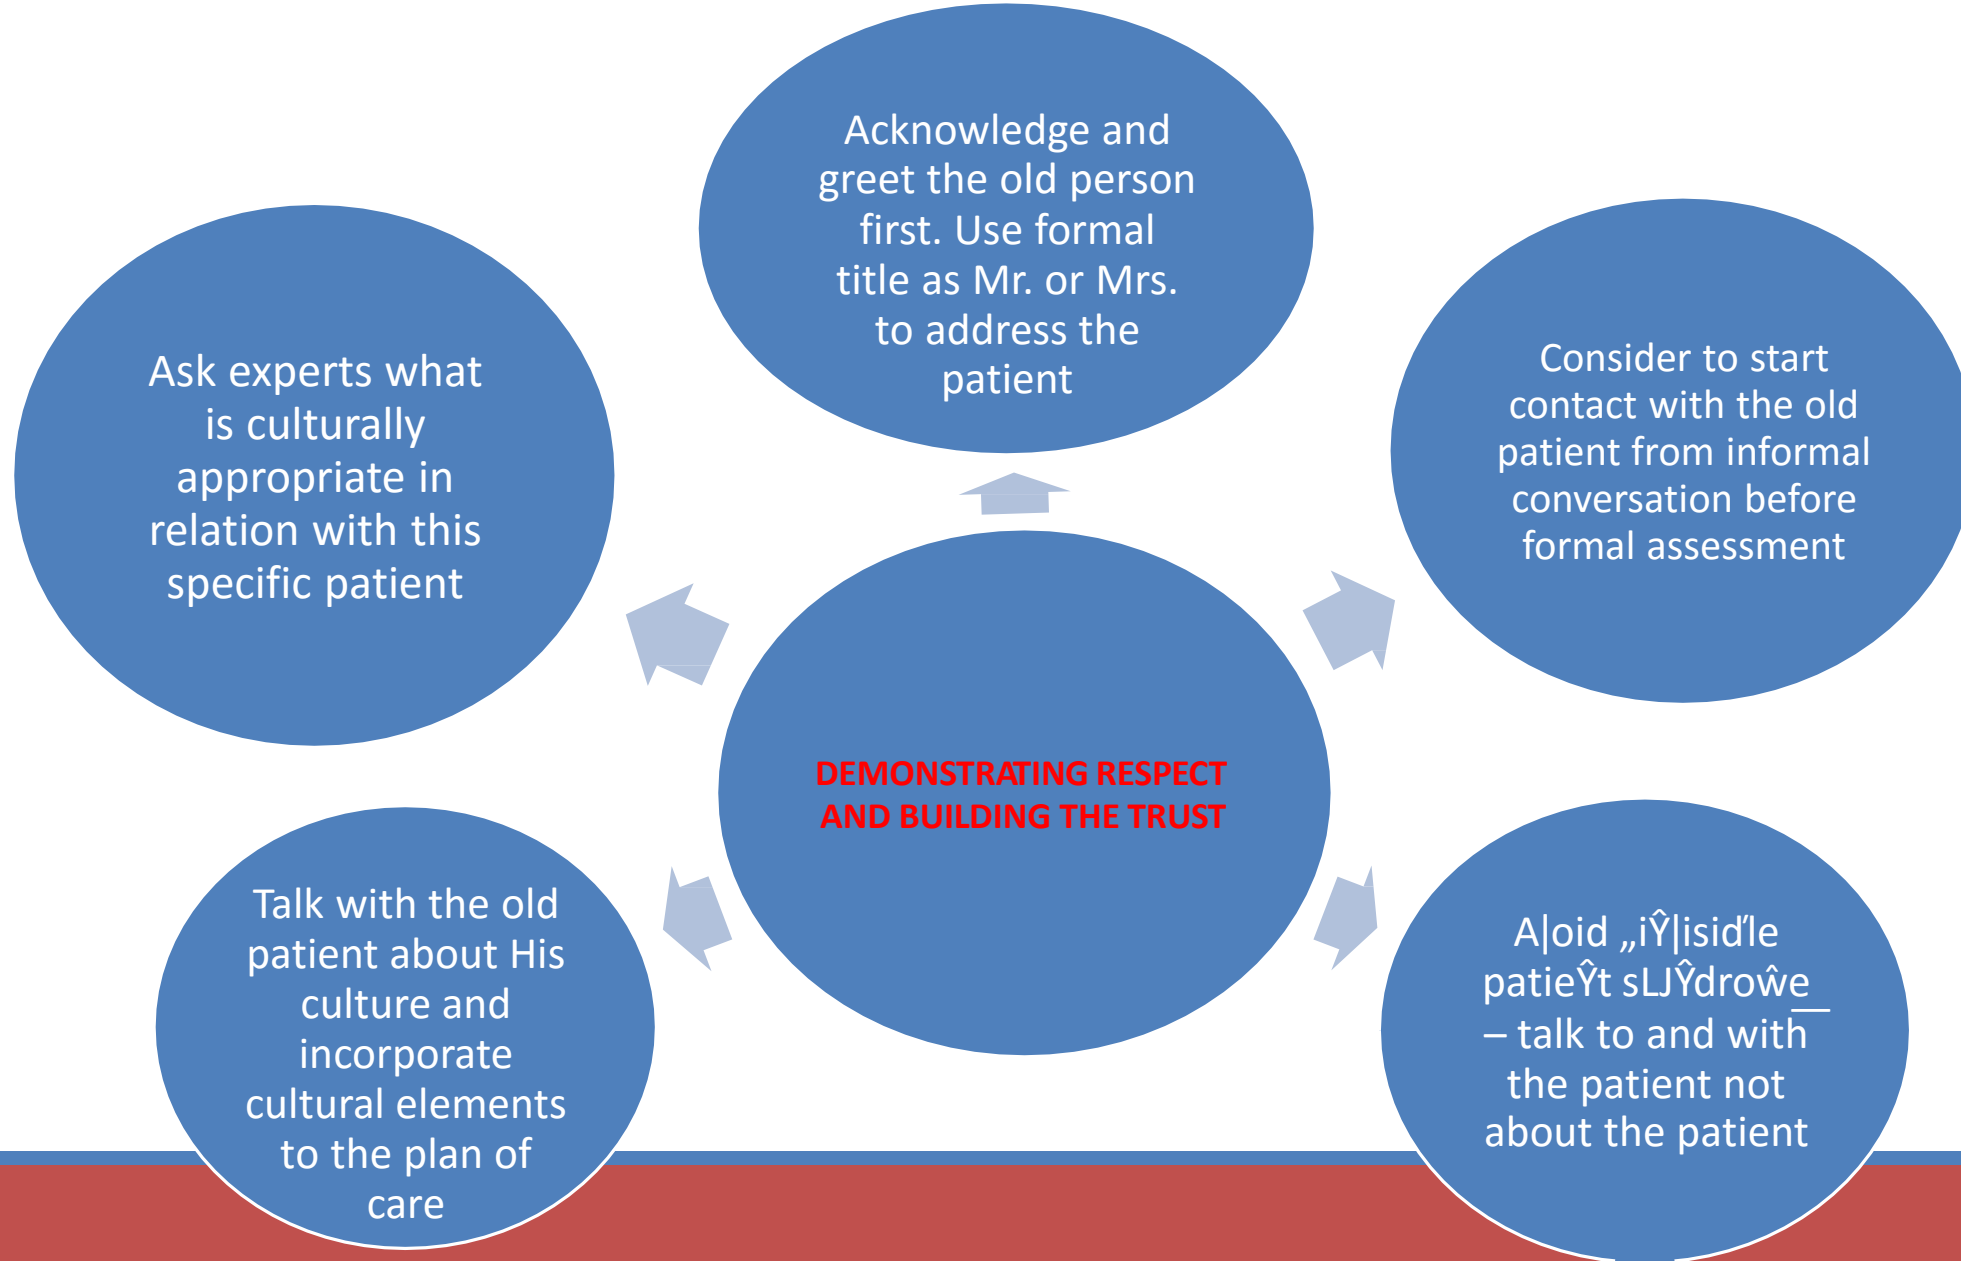 Acknowledge and
greet the old person
first. Use formal
title as Mr. or Mrs.
to address the
patient
Consider to start
contact with the old
patient from informal
conversation before
formal assessment
A|oid „iŶ|isiďle
patieŶt sLJŶdroŵe
– talk to and with
the patient not
about the patient
Talk with the old
patient about His
culture and
incorporate
cultural elements
to the plan of
care
Ask experts what
is culturally
appropriate in
relation with this
specific patient
DEMONSTRATING RESPECT
AND BUILDING THE TRUST